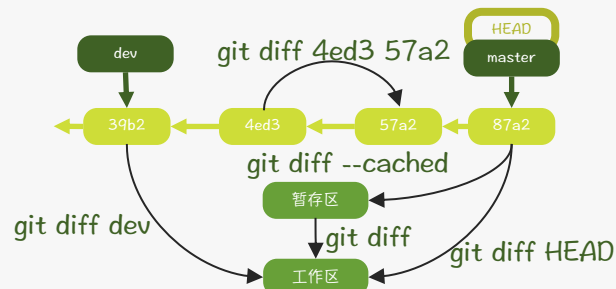 HEAD
dev
git diff 4ed3 57a2
master
39b2
4ed3
57a2
87a2
git diff --cached
暂存区
git diff dev
git diff
git diff HEAD
工作区